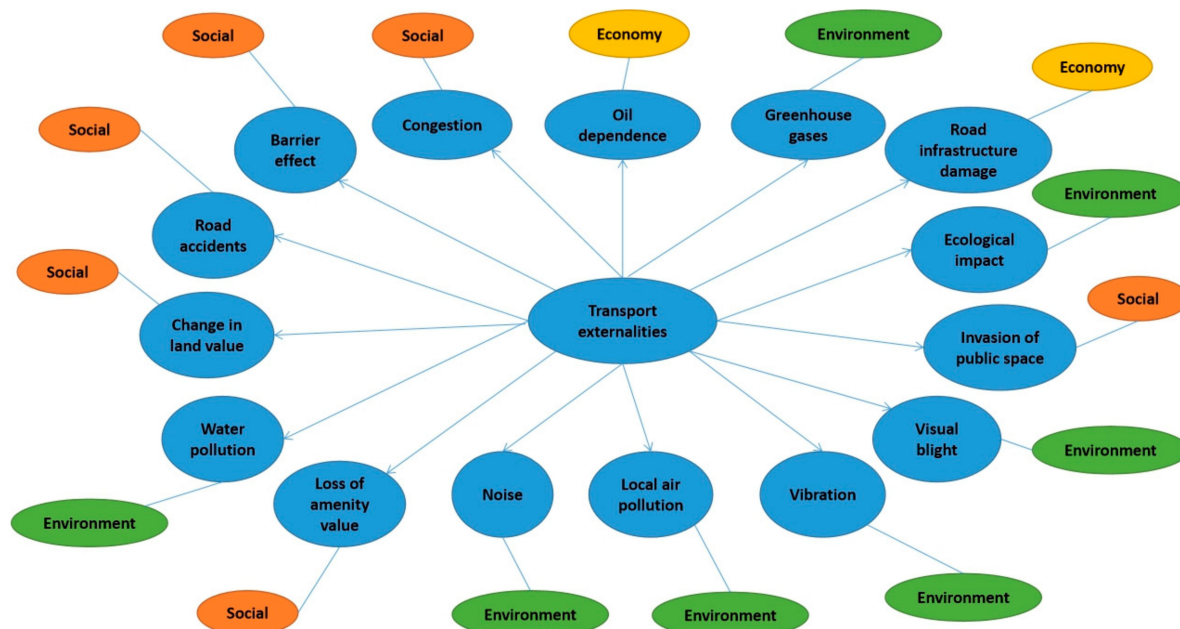 Social
Social
Economy
Environment
Economy
Social
Barrier
effect
Congestion
Oil
dependence
Greenhouse
gases
Road
infrastructure
damage
Environment
Road
accidents
Ecological
impact
Social
Social
Change in
land value
Transport
externalities
Invasion of
public space
Water
pollution
Visual
blight
Environment
Environment
Loss of
amenity
value
Noise
Local air
pollution
Vibration
Social
Environment
Environment
Environment